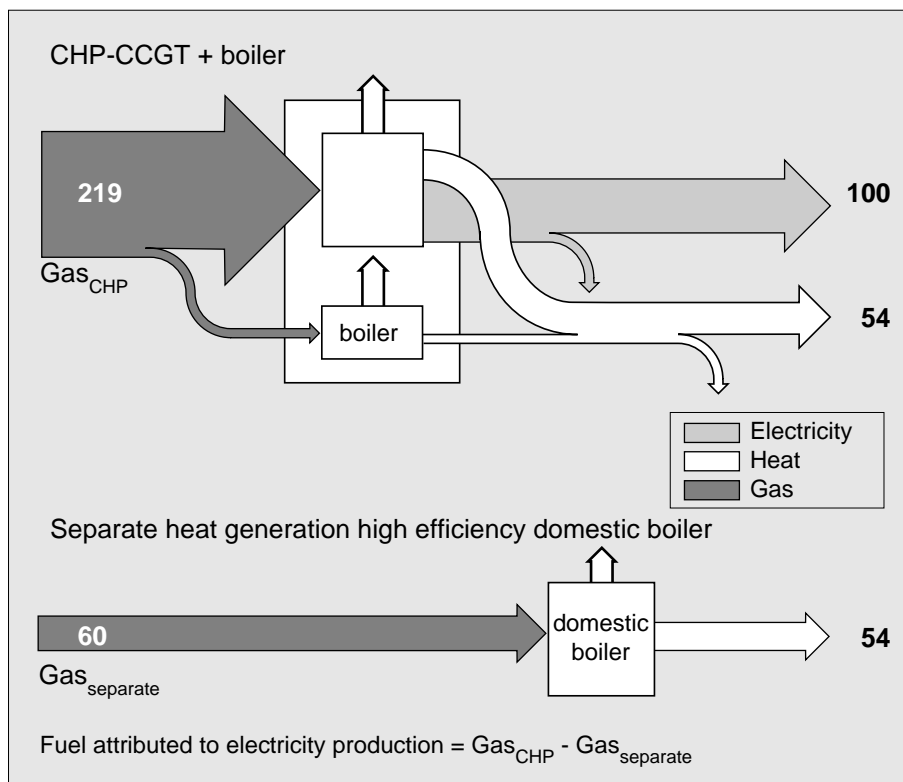 CHP-CCGT + boiler
219
100
Gas_CHP
54
boiler
Electricity
Heat
Gas
Separate heat generation high efficiency domestic boiler
60
domestic
boiler
54
Gas_separate
Fuel attributed to electricity production = Gas_CHP - Gas_separate